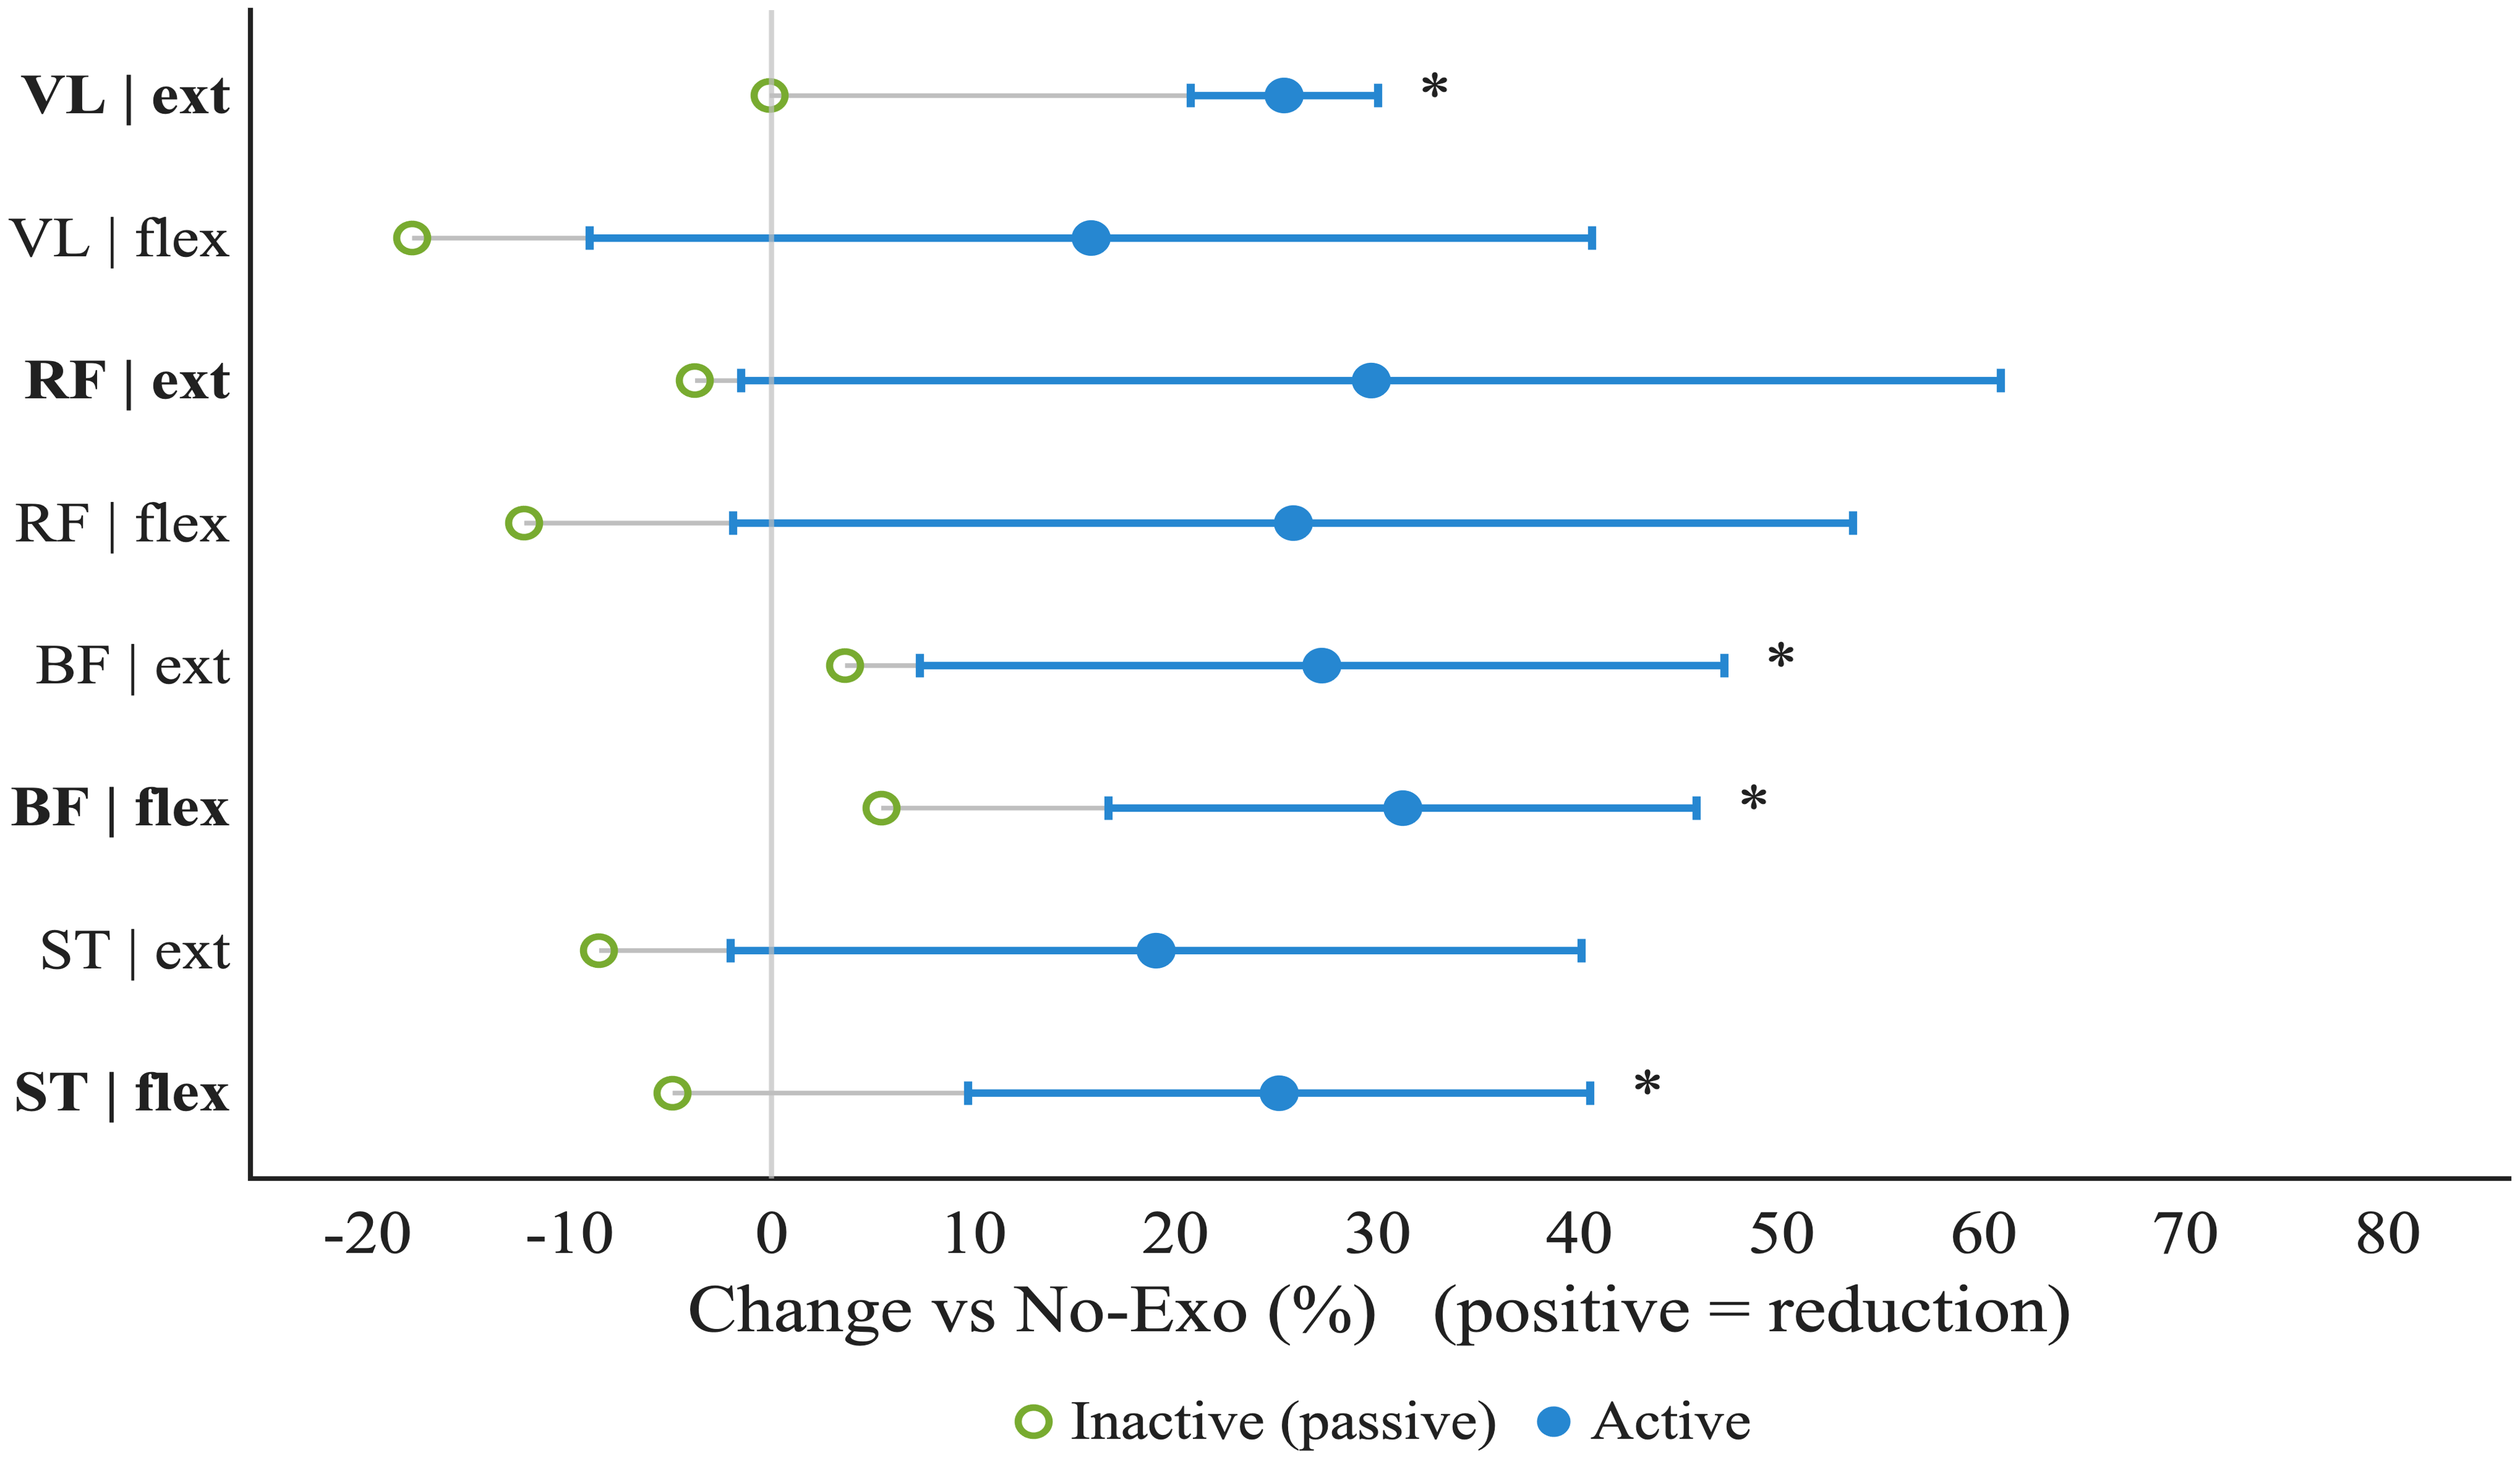 VL | ext *
VL | flex
RF | ext
RF | flex
BF | ext *
BF | flex *
ST | ext
ST | flex *
-20 -10 0 10 20 30 40 50 60 70 80
Change vs No-Exo (%) (positive = reduction)
Inactive (passive) Active